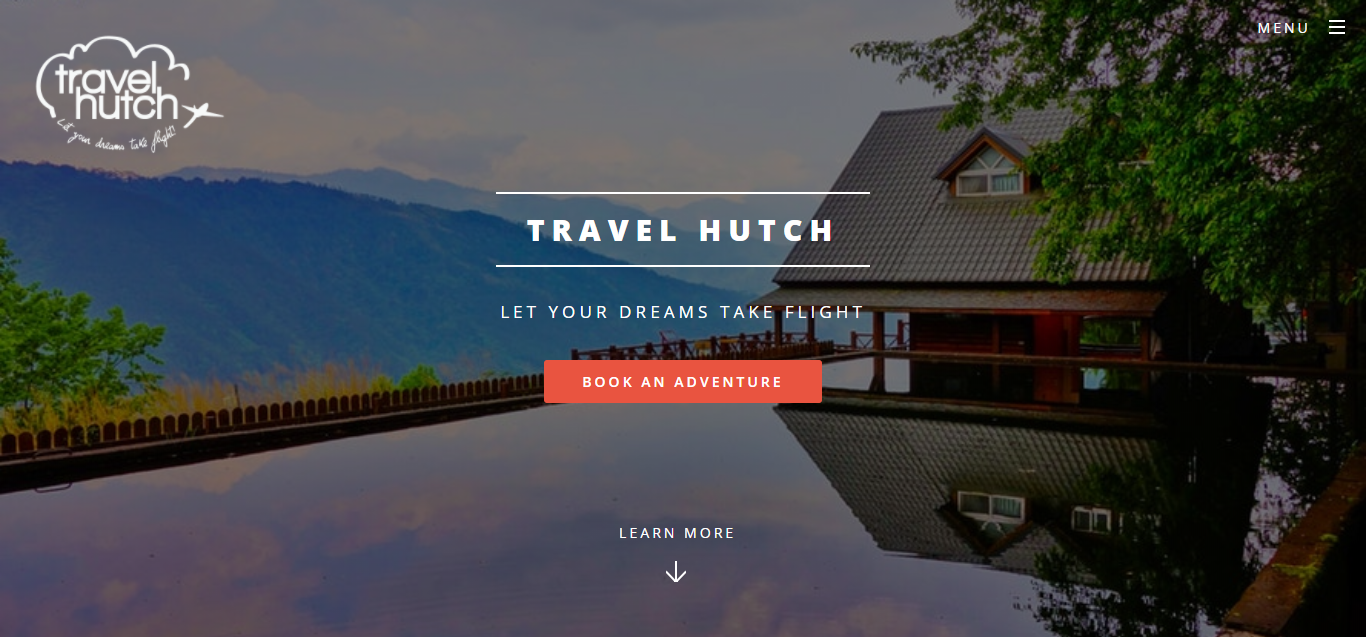 MENU
travel
hutch
Let your dreams take flight!
TRAVEL HUTCH
LET YOUR DREAMS TAKE FLIGHT
BOOK AN ADVENTURE
LEARN MORE